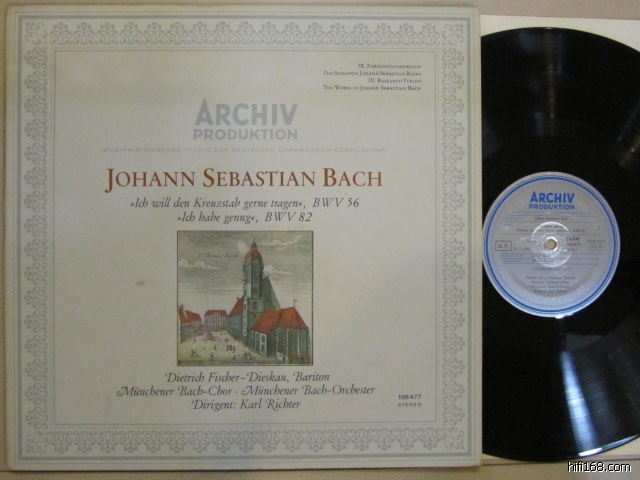 IX. Forschungsbereich
Das Schaffen Johann Sebastian Bachs
IX. Research Period
The Works of Johann Sebastian Bach
ARCHIV
PRODUKTION
MUSIKHISTORISCHES STUDIO DER DEUTSCHEN GRAMMOPHON GESELLSCHAFT
JOHANN SEBASTIAN BACH
»Ich will den Kreuzstab gerne tragen«, BWV 56
»Ich habe genug«, BWV 82
Dietrich Fischer-Dieskau, Bariton
Münchener Bach-Chor · Münchener Bach-Orchester
Dirigent: Karl Richter
198477
STEREO
ARCHIV
PRODUKTION
hifi168.com